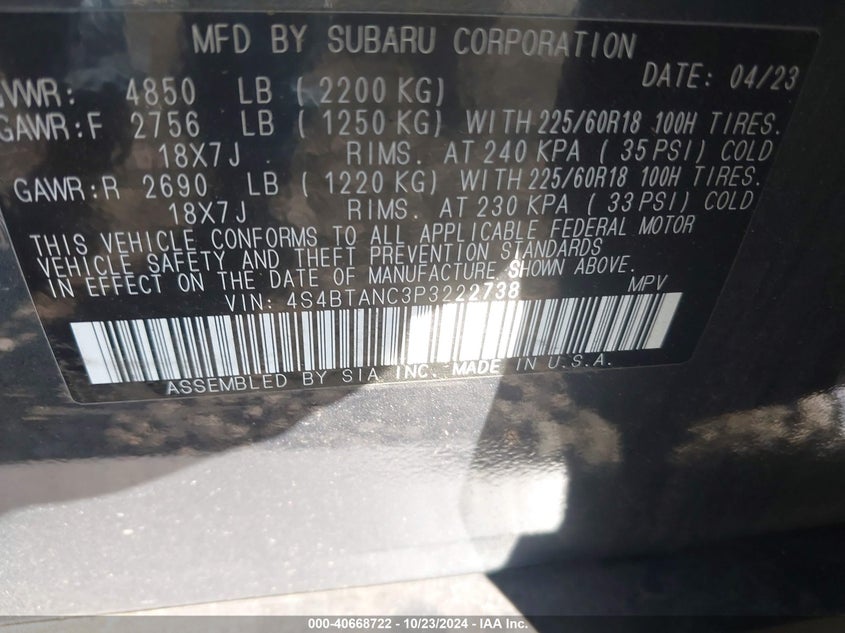 MFD BY SUBARU CORPORATION
DATE: 04/23
GVWR: 4850 LB ( 2200 KG)
GAWR:F 2756 LB ( 1250 KG) WITH 225/60R18 100H TIRES.
18X7J RIMS. AT 240 KPA ( 35 PSI) COLD
GAWR:R 2690 LB ( 1220 KG) WITH 225/60R18 100H TIRES.
18X7J RIMS. AT 230 KPA ( 33 PSI) COLD
THIS VEHICLE CONFORMS TO ALL APPLICABLE FEDERAL MOTOR
VEHICLE SAFETY AND THEFT PREVENTION STANDARDS
IN EFFECT ON THE DATE OF MANUFACTURE SHOWN ABOVE.
VIN: 4S4BTANC3P3222738 MPV
ASSEMBLED BY SIA INC. MADE IN U.S.A.
000-40668722 - 10/23/2024 - IAA Inc.